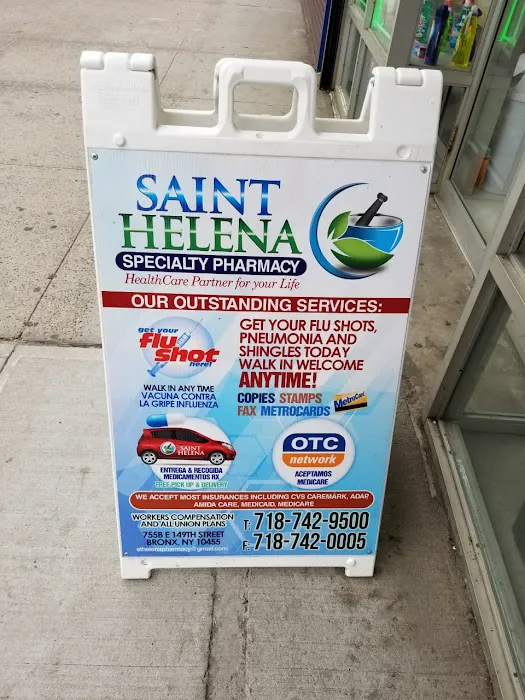 SAINT
HELENA
SPECIALTY PHARMACY
HealthCare Partner for your Life
OUR OUTSTANDING SERVICES:
get your
flu
shot
here!
WALK IN ANY TIME
VACUNA CONTRA
LA GRIPE INFLUENZA
GET YOUR FLU SHOTS,
PNEUMONIA AND
SHINGLES TODAY
WALK IN WELCOME
ANYTIME!
COPIES STAMPS
FAX METROCARDS
MetroCard
SAINT
HELENA
ENTREGA & RECOGIDA
MEDICAMENTOS RX
FREE PICK UP & DELIVERY
OTC
network
ACEPTAMOS
MEDICARE
WE ACCEPT MOST INSURANCES INCLUDING CVS CAREMARK, ADAP,
AMIDA CARE, MEDICAID, MEDICARE
WORKERS COMPENSATION
AND ALL UNION PLANS
755B E 149TH STREET
BRONX, NY 10455
sthelenapharmacy@gmail.com
T: 718-742-9500
F: 718-742-0005